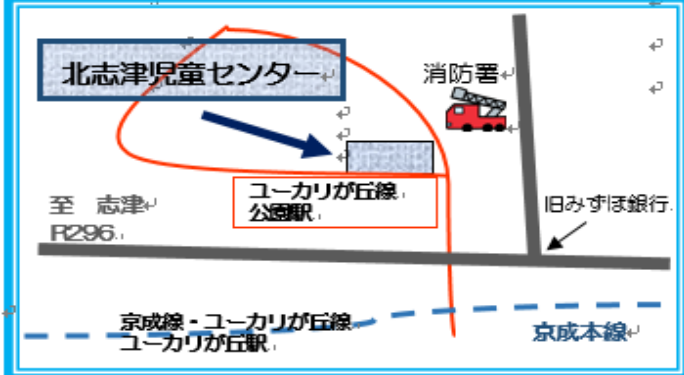 北志津児童センター
消防署
ユーカリが丘線
公園駅
至　志津
R296
旧みずほ銀行
京成線・ユーカリが丘線
ユーカリが丘駅
京成本線